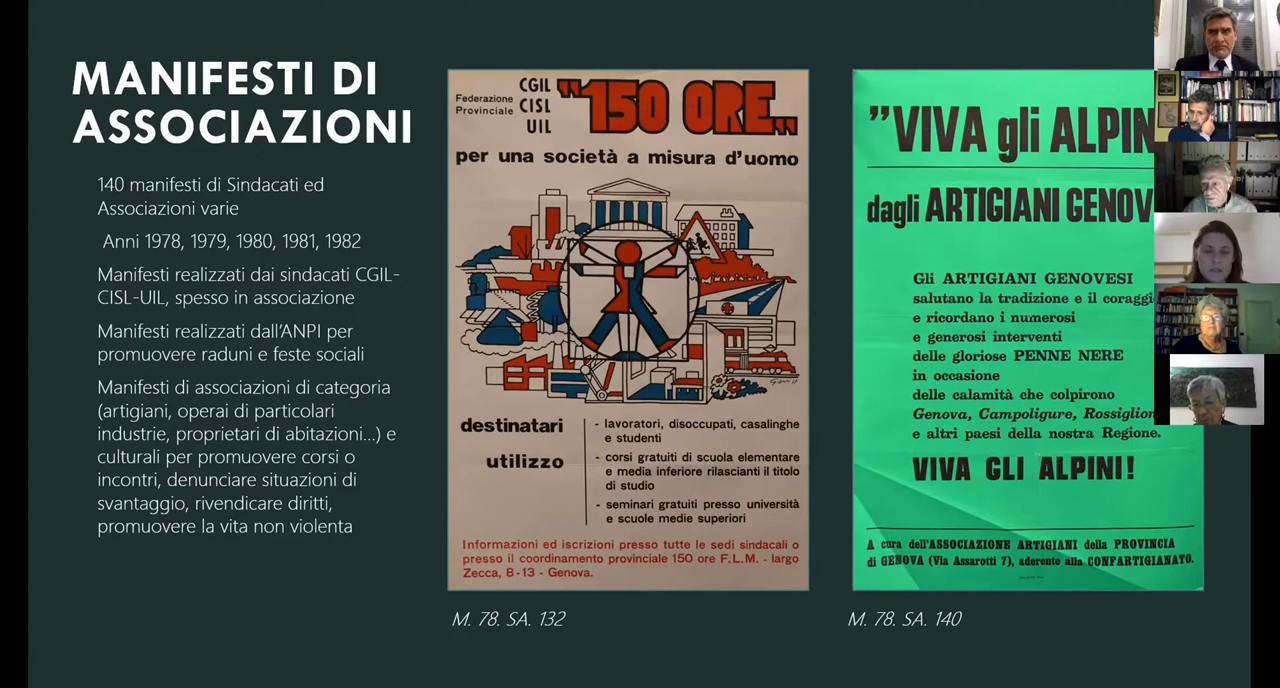 MANIFESTI DI
ASSOCIAZIONI
140 manifesti di Sindacati ed
Associazioni varie
Anni 1978, 1979, 1980, 1981, 1982
Manifesti realizzati dai sindacati CGIL-
CISL-UIL, spesso in associazione
Manifesti realizzati dall'ANPI per
promuovere raduni e feste sociali
Manifesti di associazioni di categoria
(artigiani, operai di particolari
industrie, proprietari di abitazioni...) e
culturali per promuovere corsi o
incontri, denunciare situazioni di
svantaggio, rivendicare diritti,
promuovere la vita non violenta
Federazione
Provinciale
CGIL
CISL
UIL
"150 ORE"
per una società a misura d'uomo
destinatari
- lavoratori, disoccupati, casalinghe
e studenti
utilizzo
- corsi gratuiti di scuola elementare
e media inferiore rilascianti il titolo
di studio
- seminari gratuiti presso università
e scuole medie superiori
Informazioni ed iscrizioni presso tutte le sedi sindacali o
presso il coordinamento provinciale 150 ore F.L.M. - largo
Zecca, 8-13 - Genova.
M. 78. SA. 132
"VIVA gli ALPIN
dagli ARTIGIANI GENOV
Gli ARTIGIANI GENOVESI
salutano la tradizione e il coraggi
e ricordano i numerosi
e generosi interventi
delle gloriose PENNE NERE
in occasione
delle calamità che colpirono
Genova, Campoligure, Rossiglion
e altri paesi della nostra Regione.
VIVA GLI ALPINI!
A cura dell'ASSOCIAZIONE ARTIGIANI della PROVINCIA
di GENOVA (Via Assarotti 7), aderente alla CONFARTIGIANATO.
M. 78. SA. 140